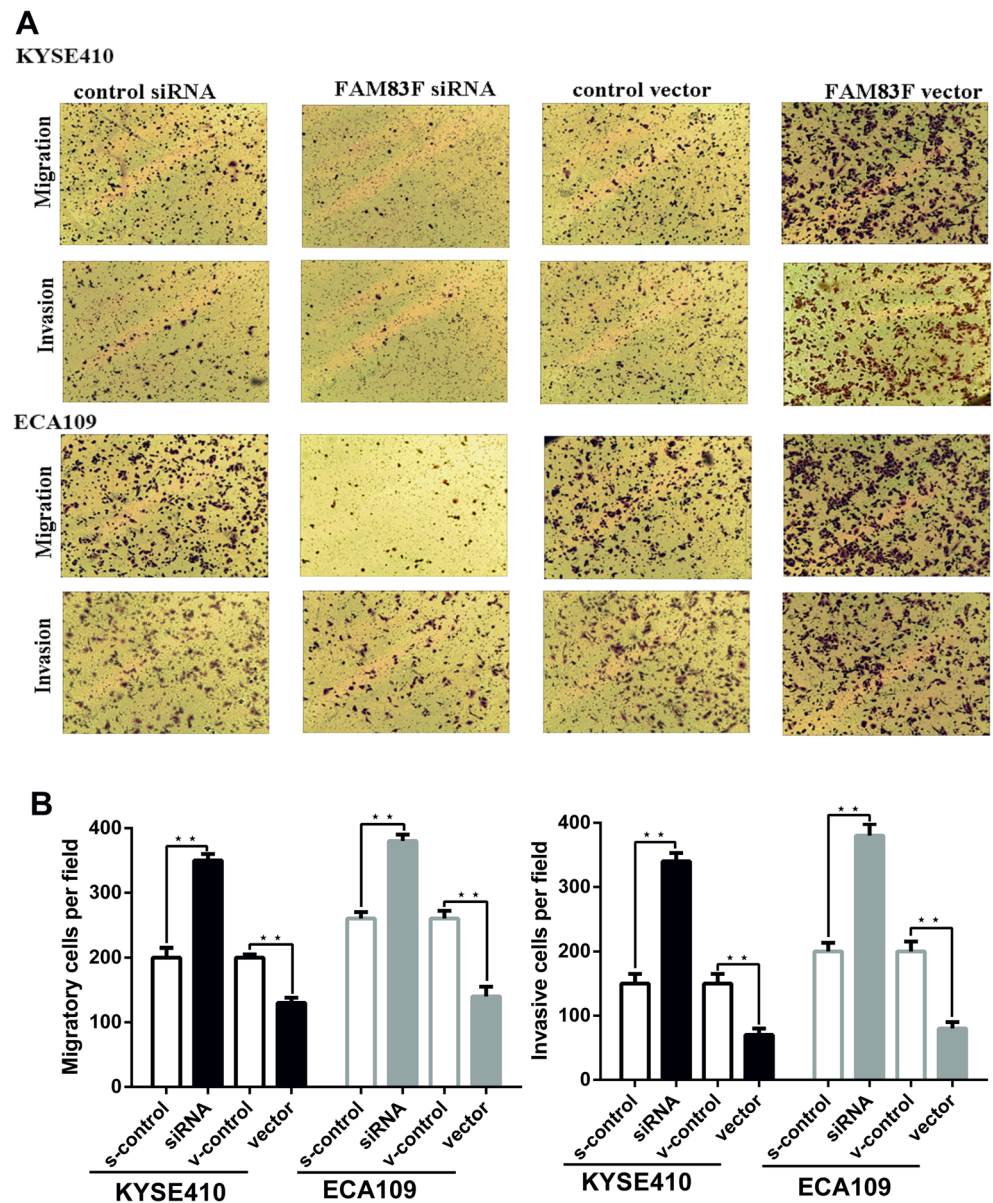 A
KYSE410
control siRNA FAM83F siRNA control vector FAM83F vector
Migration
Invasion
ECA109
Migration
Invasion
B
Migratory cells per field
400
300
200
100
0
★ ★
★ ★
★ ★
★ ★
s-control siRNA v-control vector s-control siRNA v-control vector
KYSE410 ECA109
Invasive cells per field
400
300
200
100
0
★ ★
★ ★
★ ★
★ ★
s-control siRNA v-control vector s-control siRNA v-control vector
KYSE410 ECA109